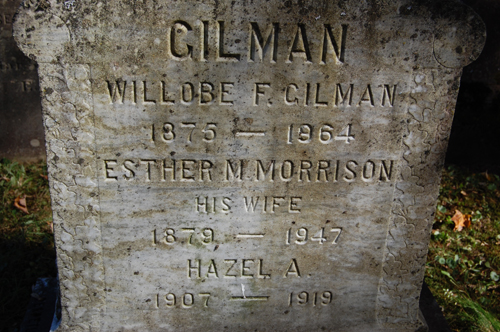 GILMAN
WILLOBE F. GILMAN
1875 — 1964
ESTHER M. MORRISON
HIS WIFE
1879 — 1947
HAZEL A.
1907 — 1919